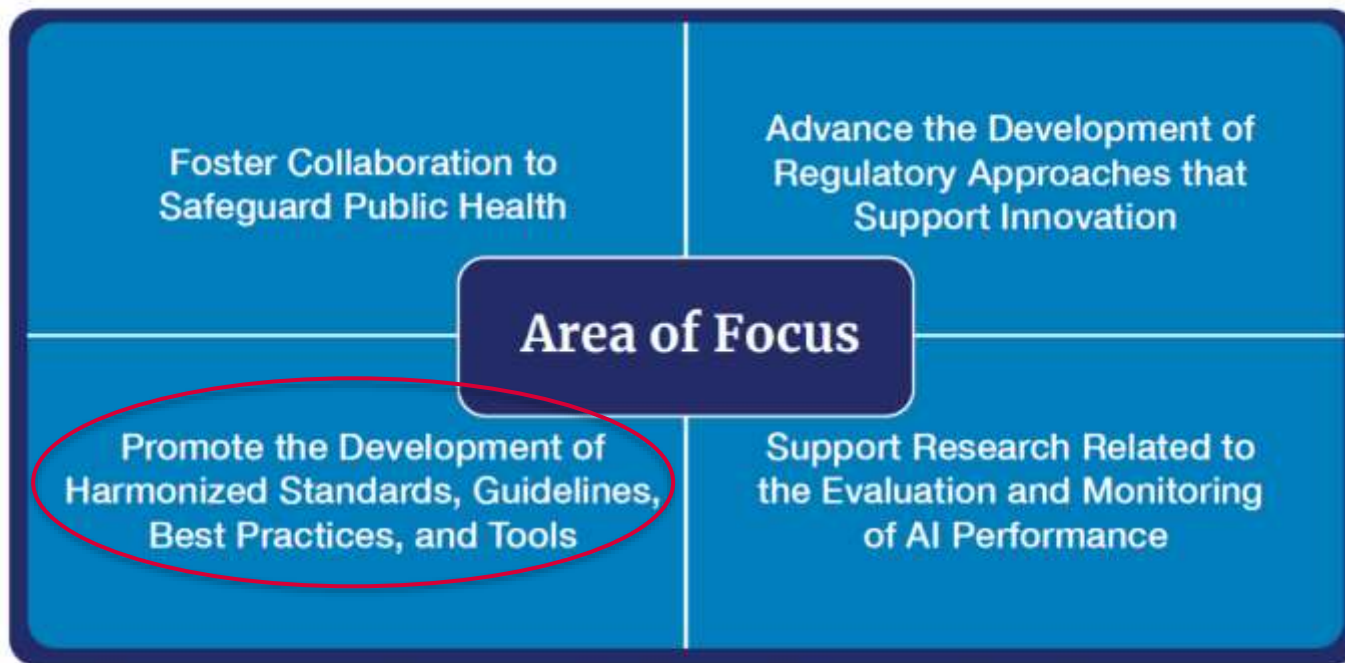 Foster Collaboration to
Safeguard Public Health
Advance the Development of
Regulatory Approaches that
Support Innovation
Area of Focus
Promote the Development of
Harmonized Standards, Guidelines,
Best Practices, and Tools
Support Research Related to
the Evaluation and Monitoring
of AI Performance